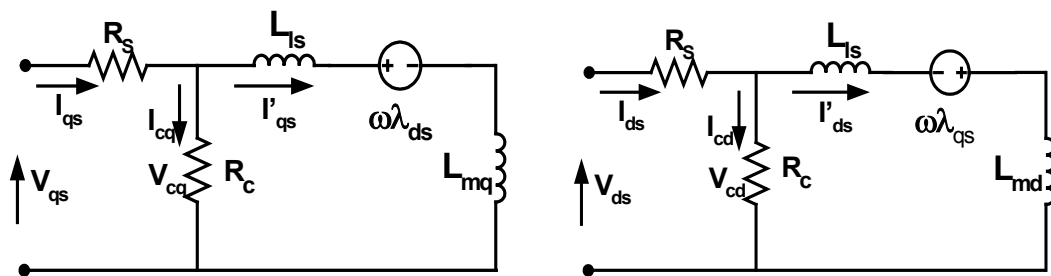 R_S
L_ls
+ -
I_qs
I_cq
I'_qs
ωλ_ds
V_qs
V_cq
R_c
L_mq
R_S
L_ls
- +
I_ds
I_cd
I'_ds
ωλ_qs
V_ds
V_cd
R_c
L_md